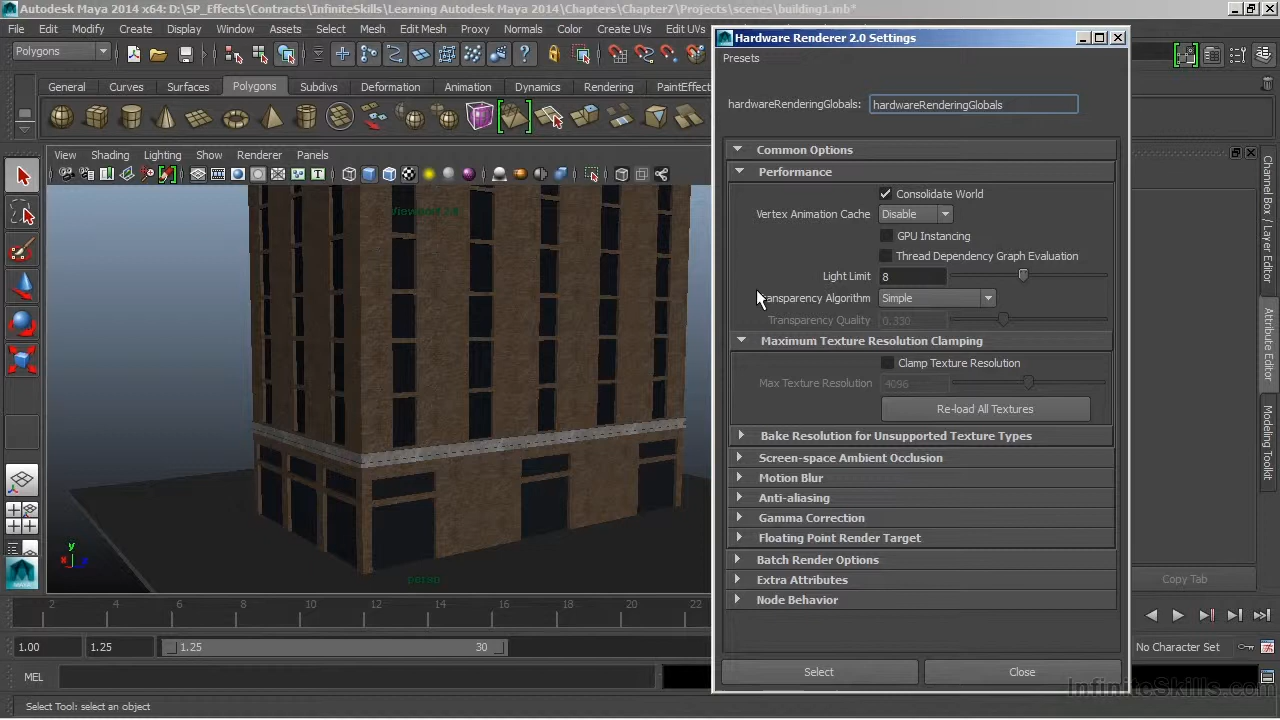 Autodesk Maya 2014 x64: D:\SP_Effects\Contracts\InfiniteSkills\Learning Autodesk Maya 2014\Chapters\Chapter7\Projects\scenes\building1.mb*
File Edit Modify Create Display Window Assets Select Mesh Edit Mesh Proxy Normals Color Create UVs Edit UVs
Hardware Renderer 2.0 Settings
Polygons
Presets
General Curves Surfaces Polygons Subdivs Deformation Animation Dynamics Rendering PaintEffect
hardwareRenderingGlobals: hardwareRenderingGlobals
View Shading Lighting Show Renderer Panels
Common Options
Performance
Consolidate World
Viewport 2.0
Vertex Animation Cache Disable
GPU Instancing
Thread Dependency Graph Evaluation
Light Limit 8
Transparency Algorithm Simple
Transparency Quality 0.330
Maximum Texture Resolution Clamping
Clamp Texture Resolution
Max Texture Resolution 4096
Re-load All Textures
Bake Resolution for Unsupported Texture Types
Screen-space Ambient Occlusion
Motion Blur
Anti-aliasing
Gamma Correction
Floating Point Render Target
Batch Render Options
Extra Attributes
Node Behavior
Select Close
Channel Box / Layer Editor
Attribute Editor
Modeling Toolkit
Copy Tab
y
x
z
persp
2 4 6 8 10 12 14 16 18 20 22
1.00 1.25 1.25 30
No Character Set
MEL
Select Tool: select an object
InfiniteSkills.com